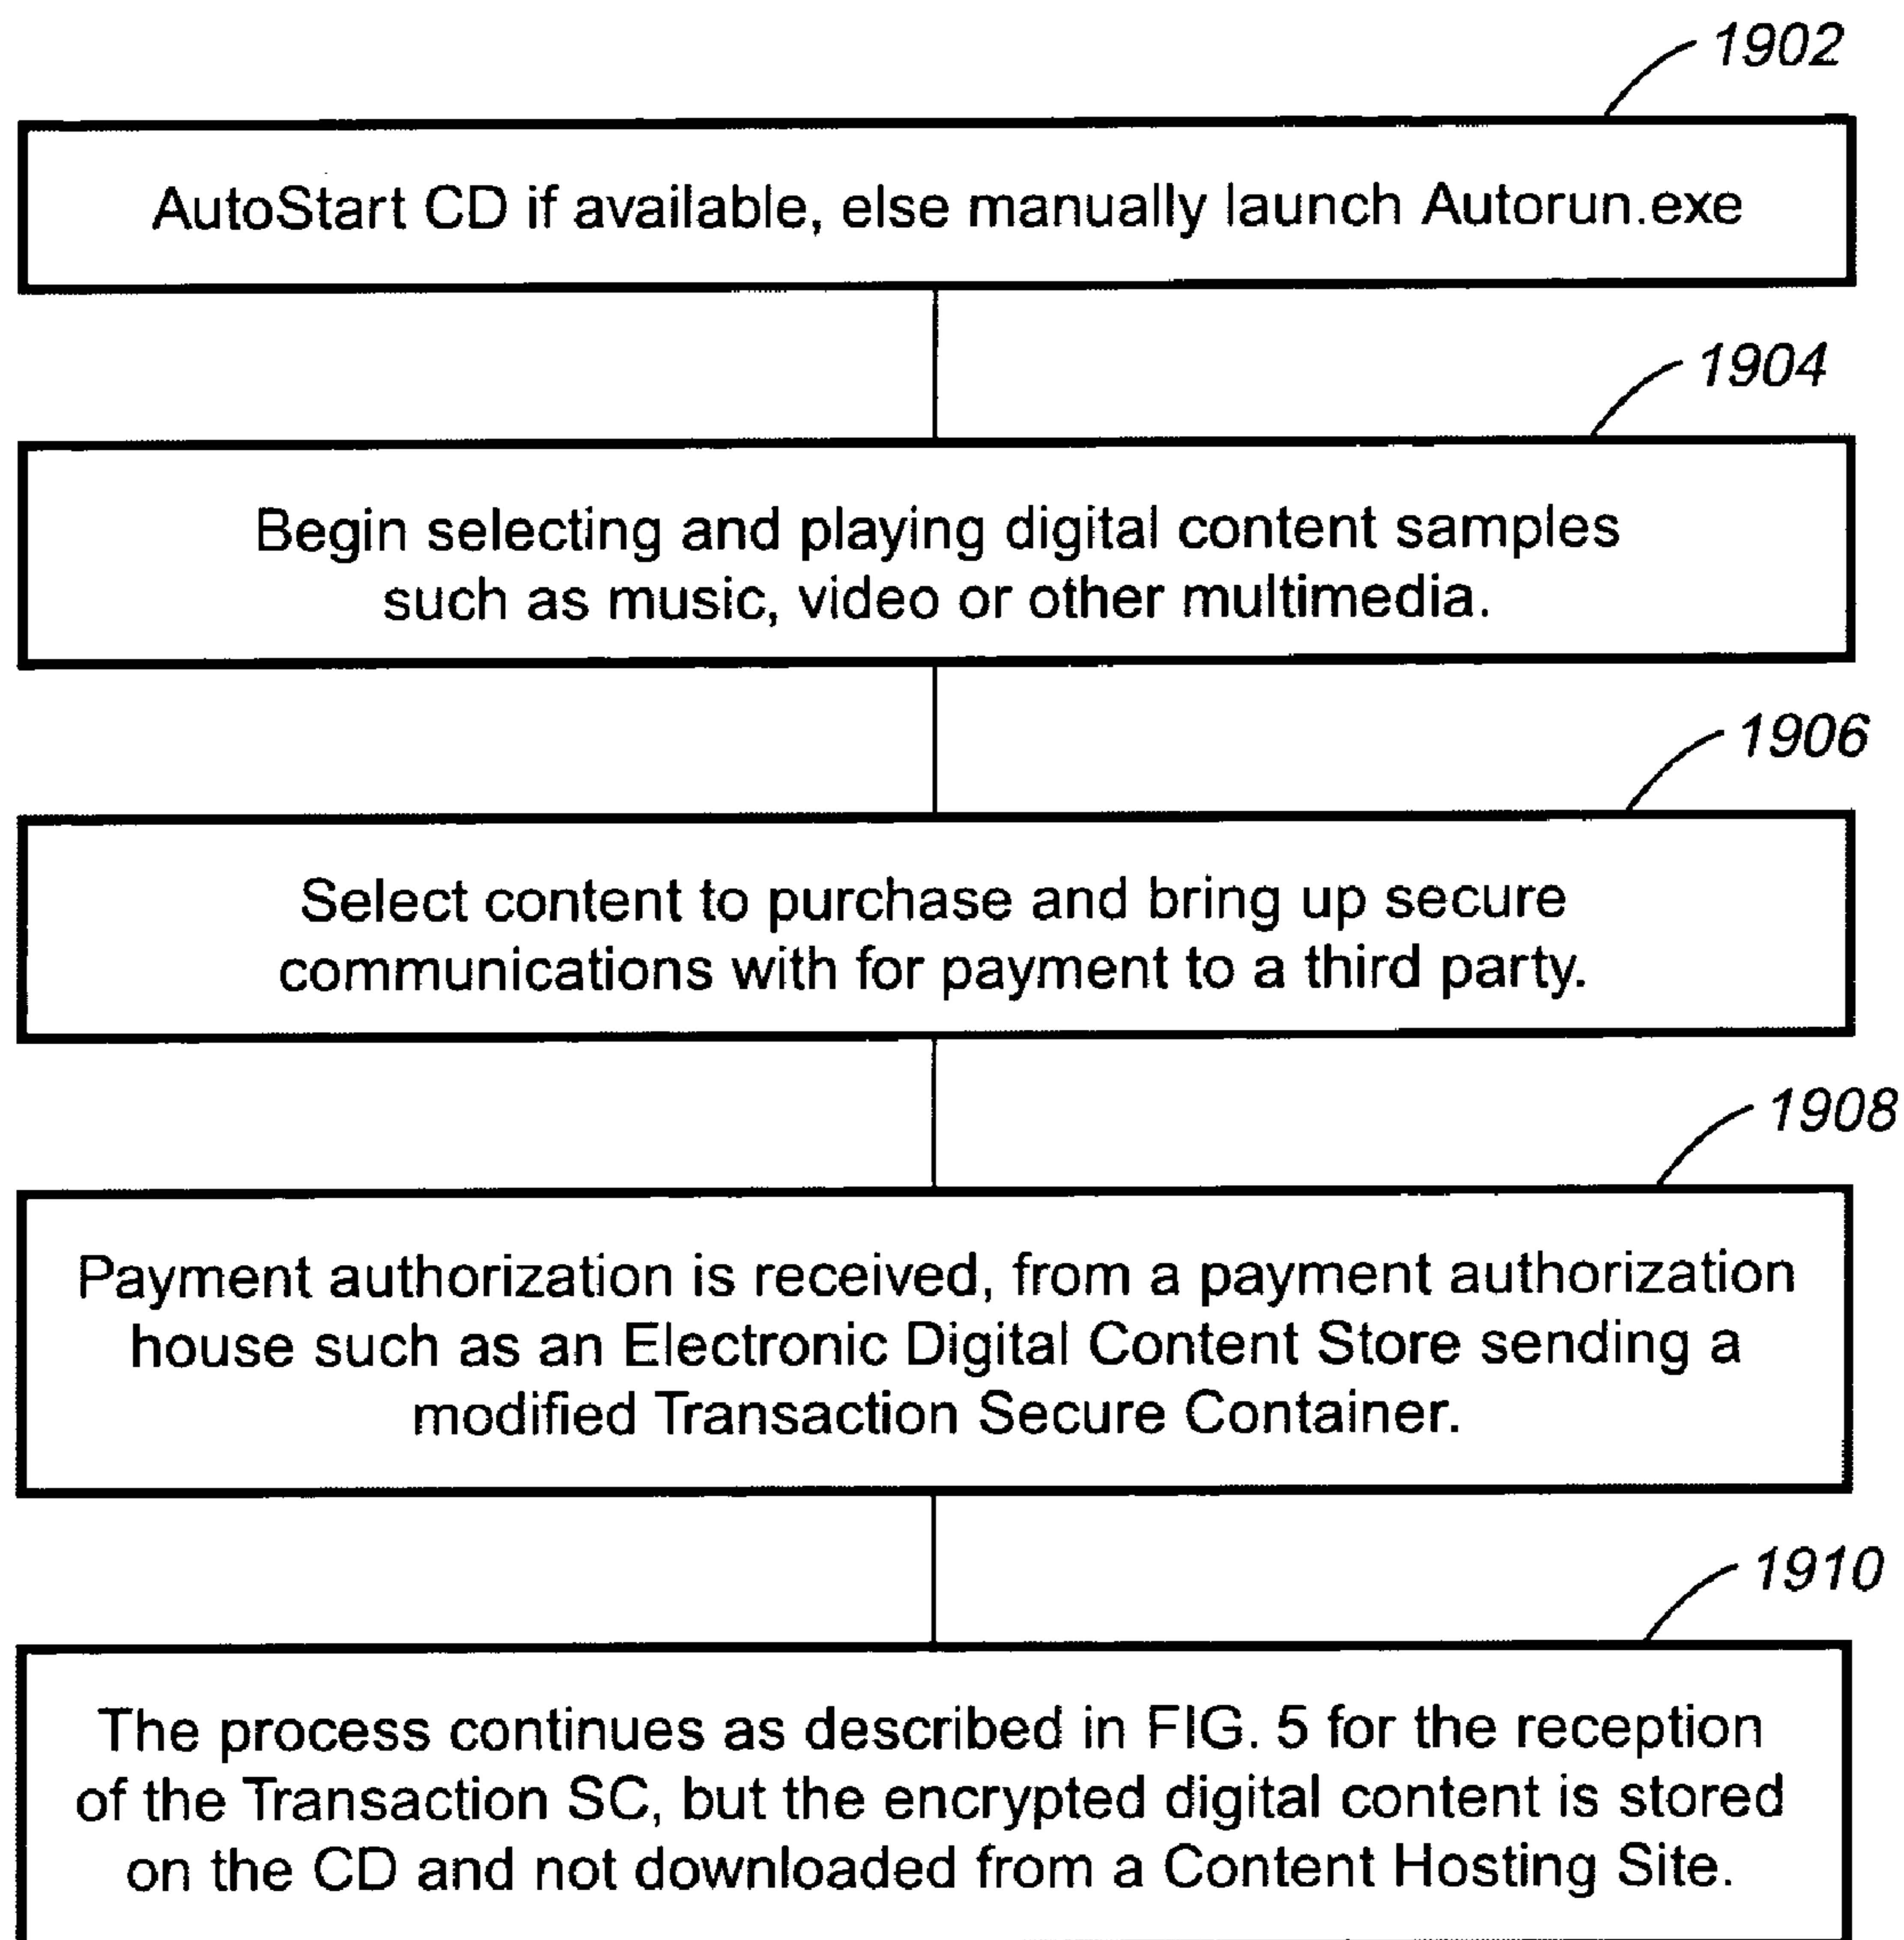 1902
AutoStart CD if available, else manually launch Autorun.exe
1904
Begin selecting and playing digital content samples
such as music, video or other multimedia.
1906
Select content to purchase and bring up secure
communications with for payment to a third party.
1908
Payment authorization is received, from a payment authorization
house such as an Electronic Digital Content Store sending a
modified Transaction Secure Container.
1910
The process continues as described in FIG. 5 for the reception
of the Transaction SC, but the encrypted digital content is stored
on the CD and not downloaded from a Content Hosting Site.